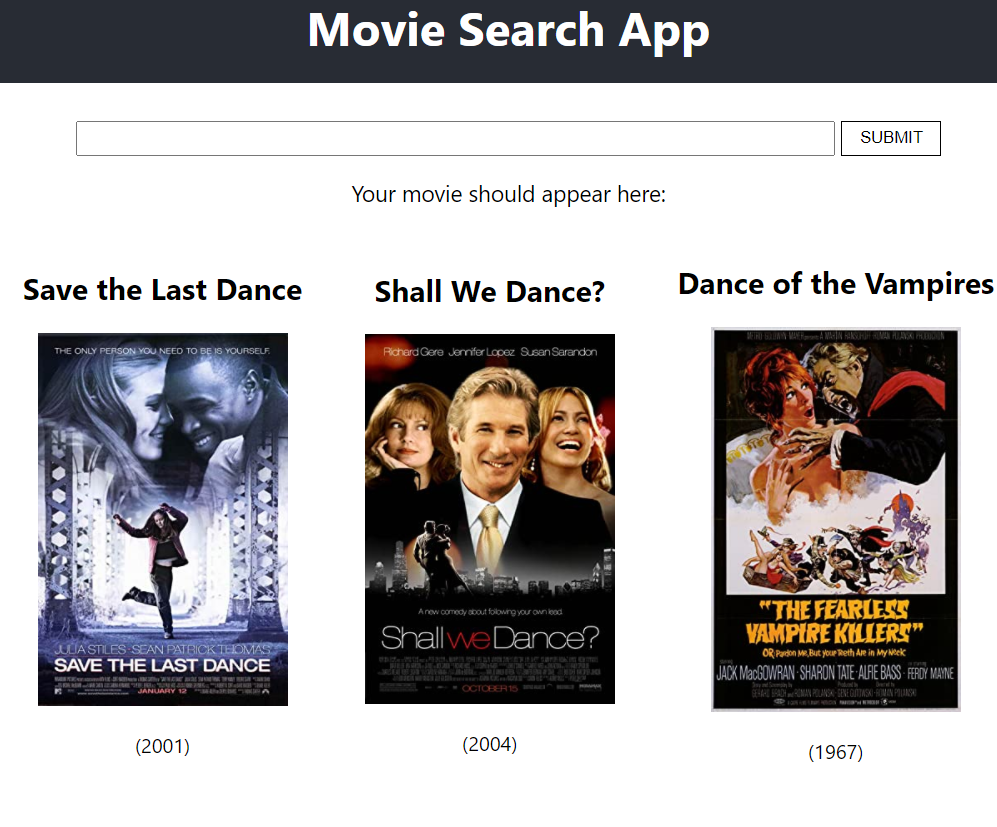 Movie Search App
SUBMIT
Your movie should appear here:
Save the Last Dance
THE ONLY PERSON YOU NEED TO BE IS YOURSELF.
JULIA STILES SEAN PATRICK THOMAS
SAVE THE LAST DANCE
JANUARY 12
(2001)
Shall We Dance?
Richard Gere Jennifer Lopez Susan Sarandon
A new comedy about following your own lead.
Shall we Dance?
OCTOBER 15
(2004)
Dance of the Vampires
"THE FEARLESS
VAMPIRE KILLERS"
OR: Pardon Me, But Your Teeth Are in My Neck
JACK MacGOWRAN · SHARON TATE · ALFIE BASS · FERDY MAYNE
(1967)